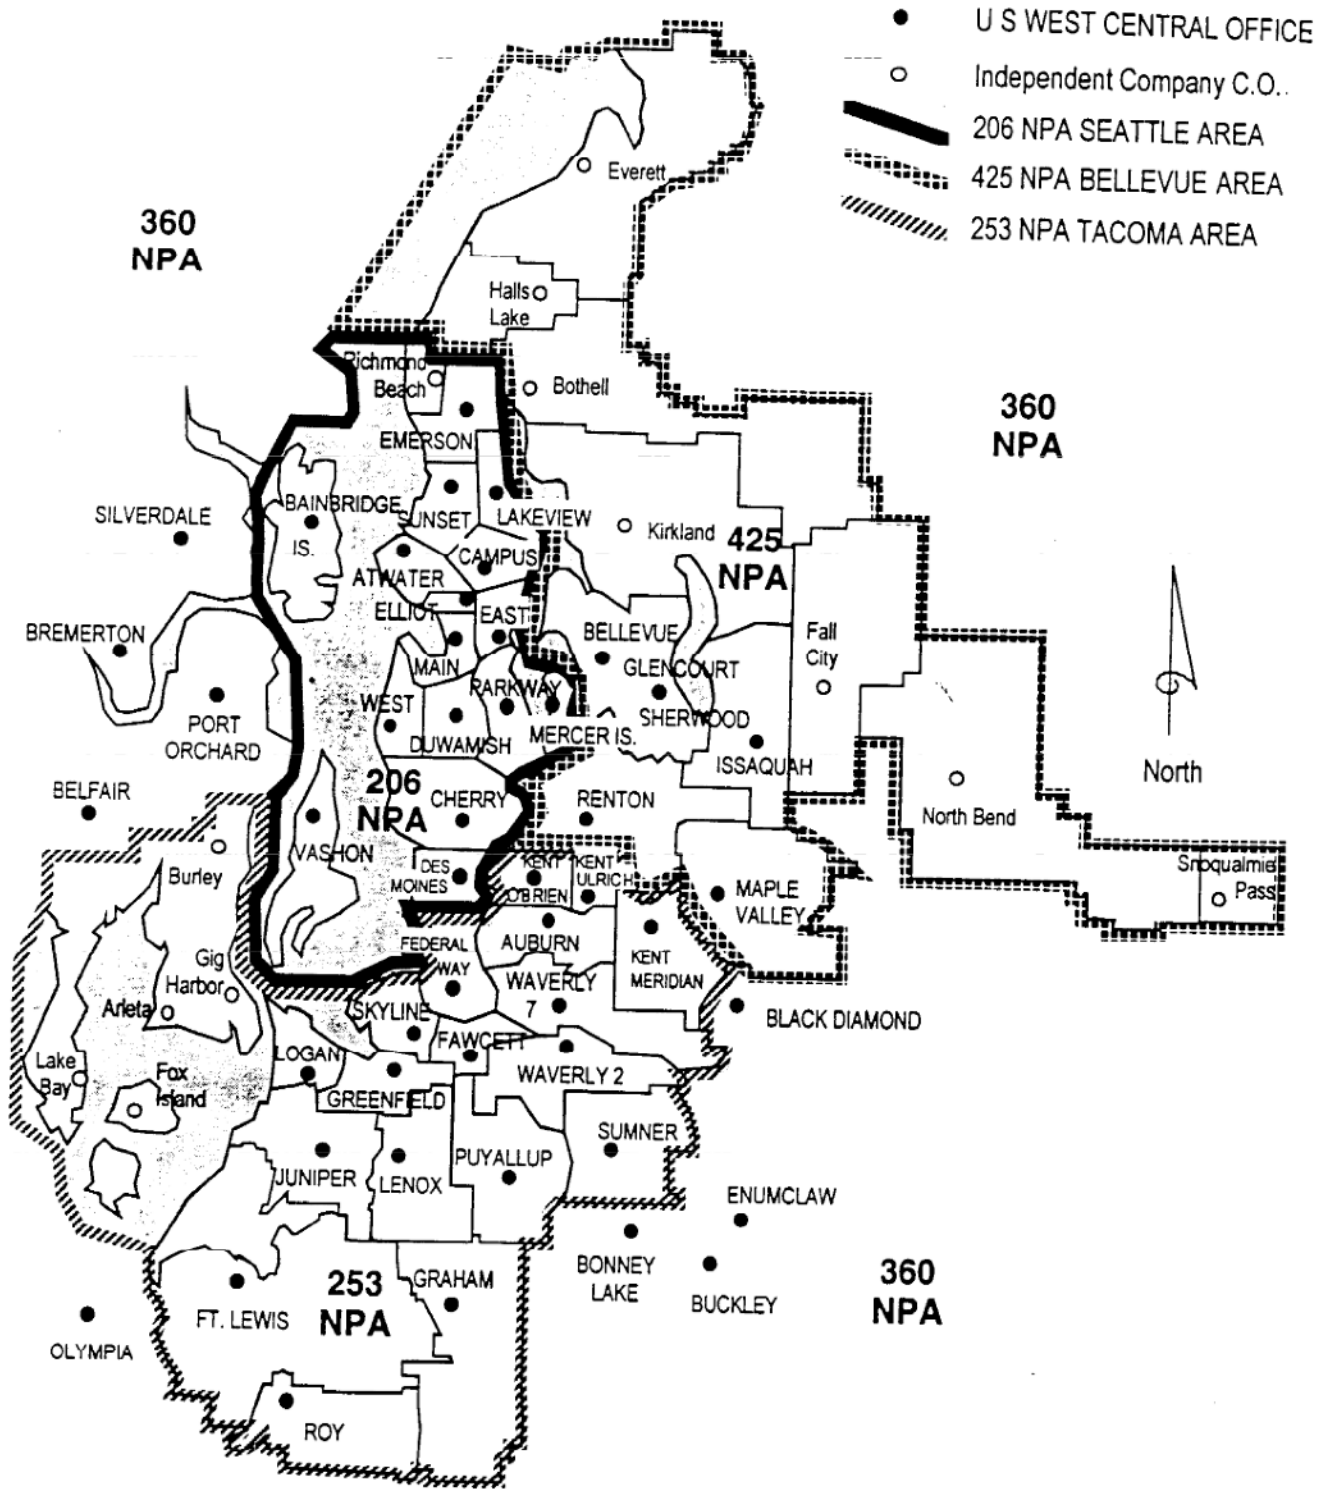 U S WEST CENTRAL OFFICE
Independent Company C.O..
206 NPA SEATTLE AREA
425 NPA BELLEVUE AREA
253 NPA TACOMA AREA
Everett
360
NPA
Halls
Lake
Richmond
Beach
Bothell
360
NPA
EMERSON
BAINBRIDGE
IS.
SUNSET
LAKEVIEW
SILVERDALE
Kirkland
425
NPA
CAMPUS
ATWATER
ELLIOT
EAST
BREMERTON
BELLEVUE
Fall
City
MAIN
GLENCOURT
PARKWAY
WEST
SHERWOOD
PORT
ORCHARD
DUWAMISH
MERCER IS.
ISSAQUAH
North
BELFAIR
206
NPA
CHERRY
RENTON
North Bend
VASHON
DES
MOINES
KENT
O'BRIEN
KENT
ULRICH
MAPLE
VALLEY
Snoqualmie
Pass
Burley
Gig
Harbor
FEDERAL
WAY
AUBURN
KENT
MERIDIAN
WAVERLY
7
Arleta
SKYLINE
BLACK DIAMOND
FAWCETT
LOGAN
Lake
Bay
Fox
Island
WAVERLY 2
GREENFIELD
SUMNER
PUYALLUP
JUNIPER
LENOX
ENUMCLAW
BONNEY
LAKE
BUCKLEY
360
NPA
253
NPA
GRAHAM
FT. LEWIS
OLYMPIA
ROY